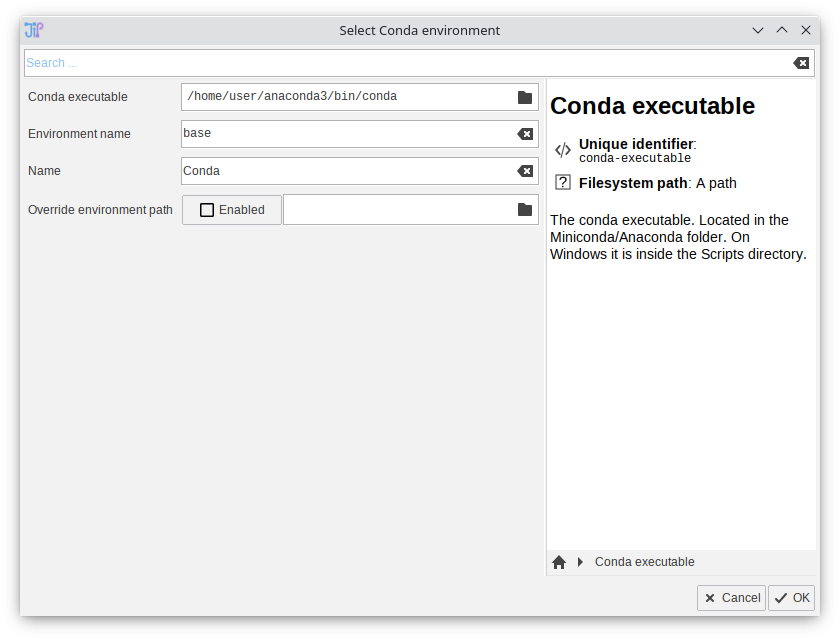 JIP
Select Conda environment
Search ...
Conda executable
/home/user/anaconda3/bin/conda
Environment name
base
Name
Conda
Override environment path
Enabled
Conda executable
Unique identifier:
conda-executable
Filesystem path: A path
The conda executable. Located in the
Miniconda/Anaconda folder. On
Windows it is inside the Scripts directory.
Conda executable
Cancel
OK